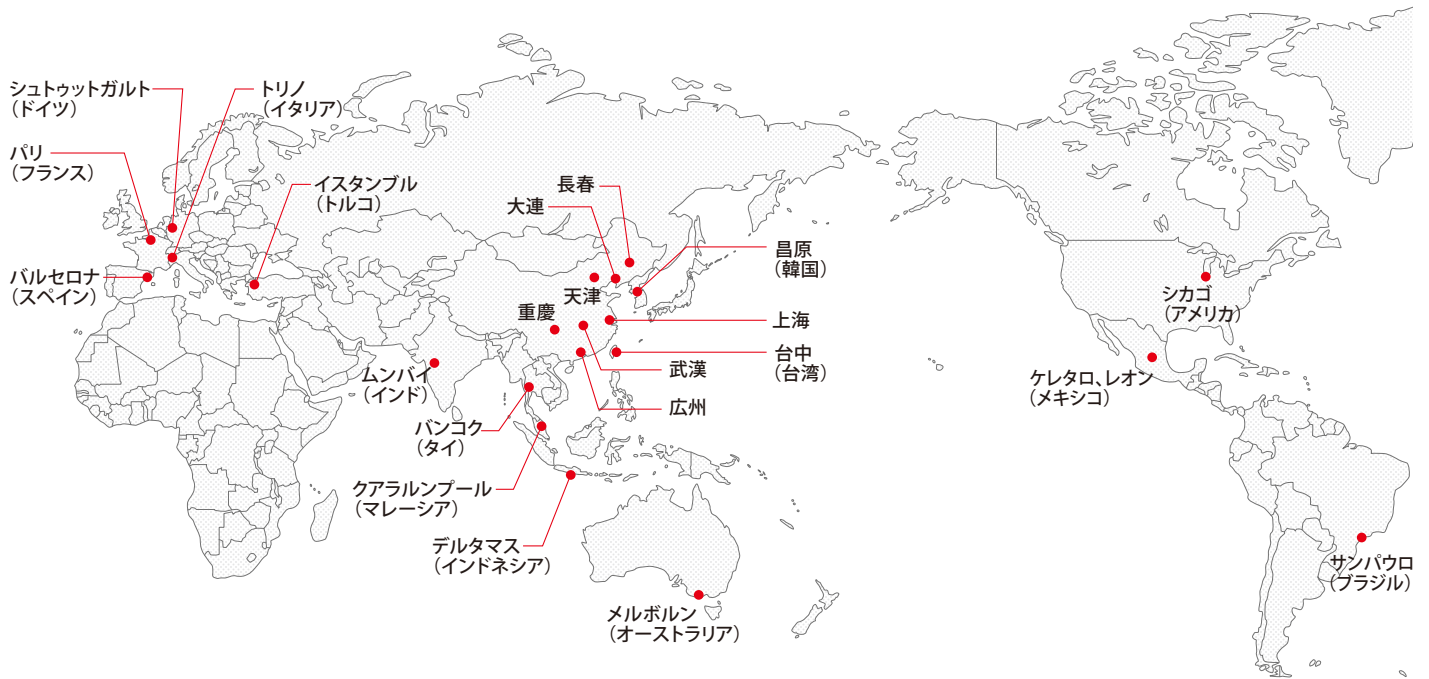 シュトゥットガルト
（ドイツ）
トリノ
（イタリア）
パリ
（フランス）
イスタンブル
（トルコ）
バルセロナ
（スペイン）
長春
大連
昌原
（韓国）
天津
重慶
上海
台中
（台湾）
武漢
広州
ムンバイ
（インド）
バンコク
（タイ）
クアラルンプール
（マレーシア）
デルタマス
（インドネシア）
メルボルン
（オーストラリア）
シカゴ
（アメリカ）
ケレタロ、レオン
（メキシコ）
サンパウロ
（ブラジル）